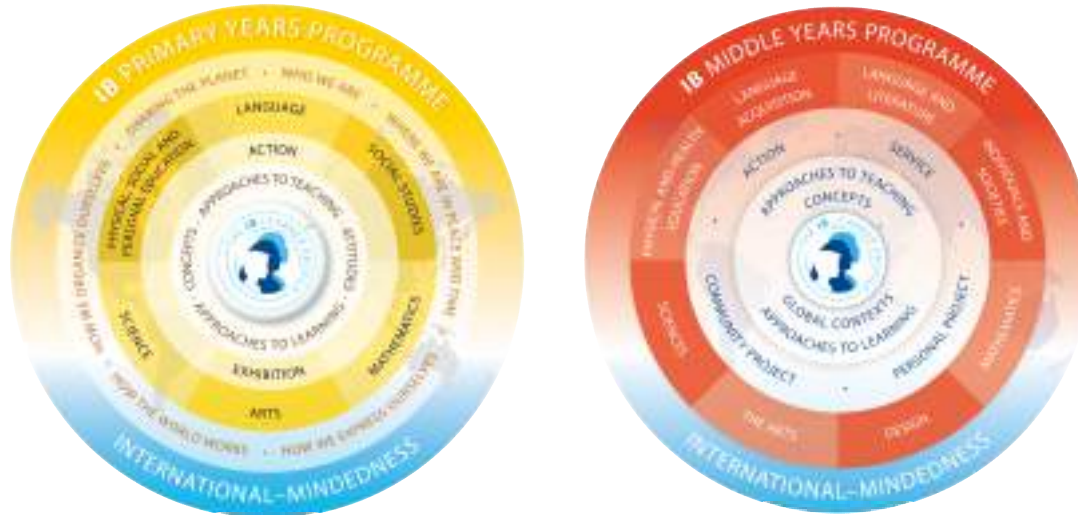 IB PRIMARY YEARS PROGRAMME
SHARING THE PLANET
WHO WE ARE
WHERE WE ARE IN PLACE AND TIME
HOW WE EXPRESS OURSELVES
HOW THE WORLD WORKS
HOW WE ORGANIZE OURSELVES
LANGUAGE
SOCIAL STUDIES
MATHEMATICS
ARTS
SCIENCE
PHYSICAL, SOCIAL AND
PERSONAL EDUCATION
ACTION
EXHIBITION
APPROACHES TO TEACHING
ATTITUDES
APPROACHES TO LEARNING
CONCEPTS
INTERNATIONAL-MINDEDNESS
IB MIDDLE YEARS PROGRAMME
LANGUAGE
ACQUISITION
LANGUAGE AND
LITERATURE
INDIVIDUALS AND
SOCIETIES
MATHEMATICS
DESIGN
THE ARTS
SCIENCES
PHYSICAL AND HEALTH
EDUCATION
ACTION
SERVICE
PERSONAL PROJECT
COMMUNITY PROJECT
APPROACHES TO TEACHING
CONCEPTS
GLOBAL CONTEXTS
APPROACHES TO LEARNING
INTERNATIONAL-MINDEDNESS